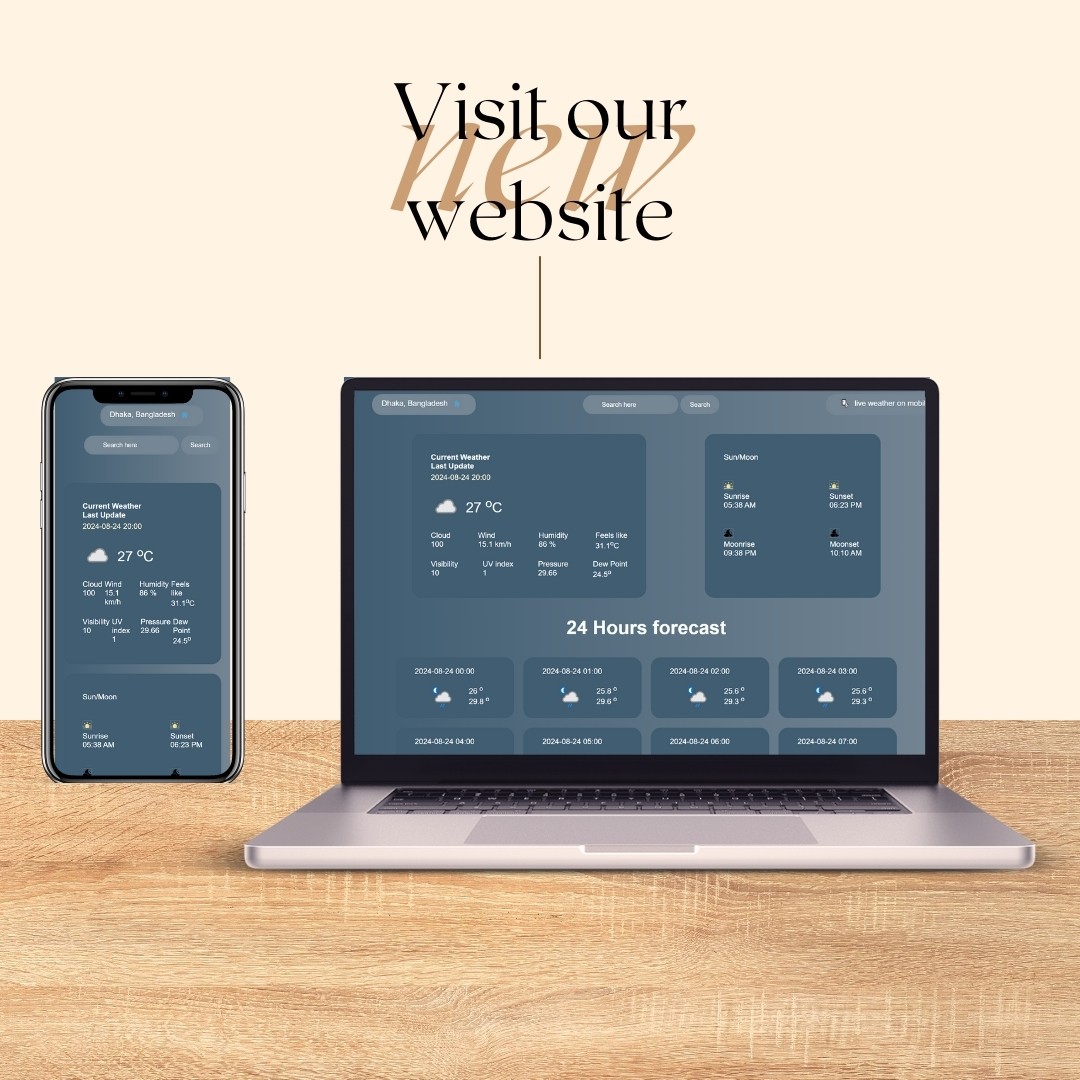 Visit our
new
website
Dhaka, Bangladesh
Search here Search
Current Weather
Last Update
2024-08-24 20:00
27 ºC
Cloud Wind Humidity Feels
100 15.1 86 % like
km/h 31.1ºC
Visibility UV Pressure Dew
10 index 29.66 Point
1 24.5º
Sun/Moon
Sunrise Sunset
05:38 AM 06:23 PM
Dhaka, Bangladesh Search here Search live weather on mobil
Current Weather
Last Update
2024-08-24 20:00
27 ºC
Cloud Wind Humidity Feels like
100 15.1 km/h 86 % 31.1ºC
Visibility UV index Pressure Dew Point
10 1 29.66 24.5º
Sun/Moon
Sunrise Sunset
05:38 AM 06:23 PM
Moonrise Moonset
09:38 PM 10:10 AM
24 Hours forecast
2024-08-24 00:00 2024-08-24 01:00 2024-08-24 02:00 2024-08-24 03:00
26 º 25.8 º 25.6 º 25.6 º
29.8 º 29.6 º 29.3 º 29.3 º
2024-08-24 04:00 2024-08-24 05:00 2024-08-24 06:00 2024-08-24 07:00